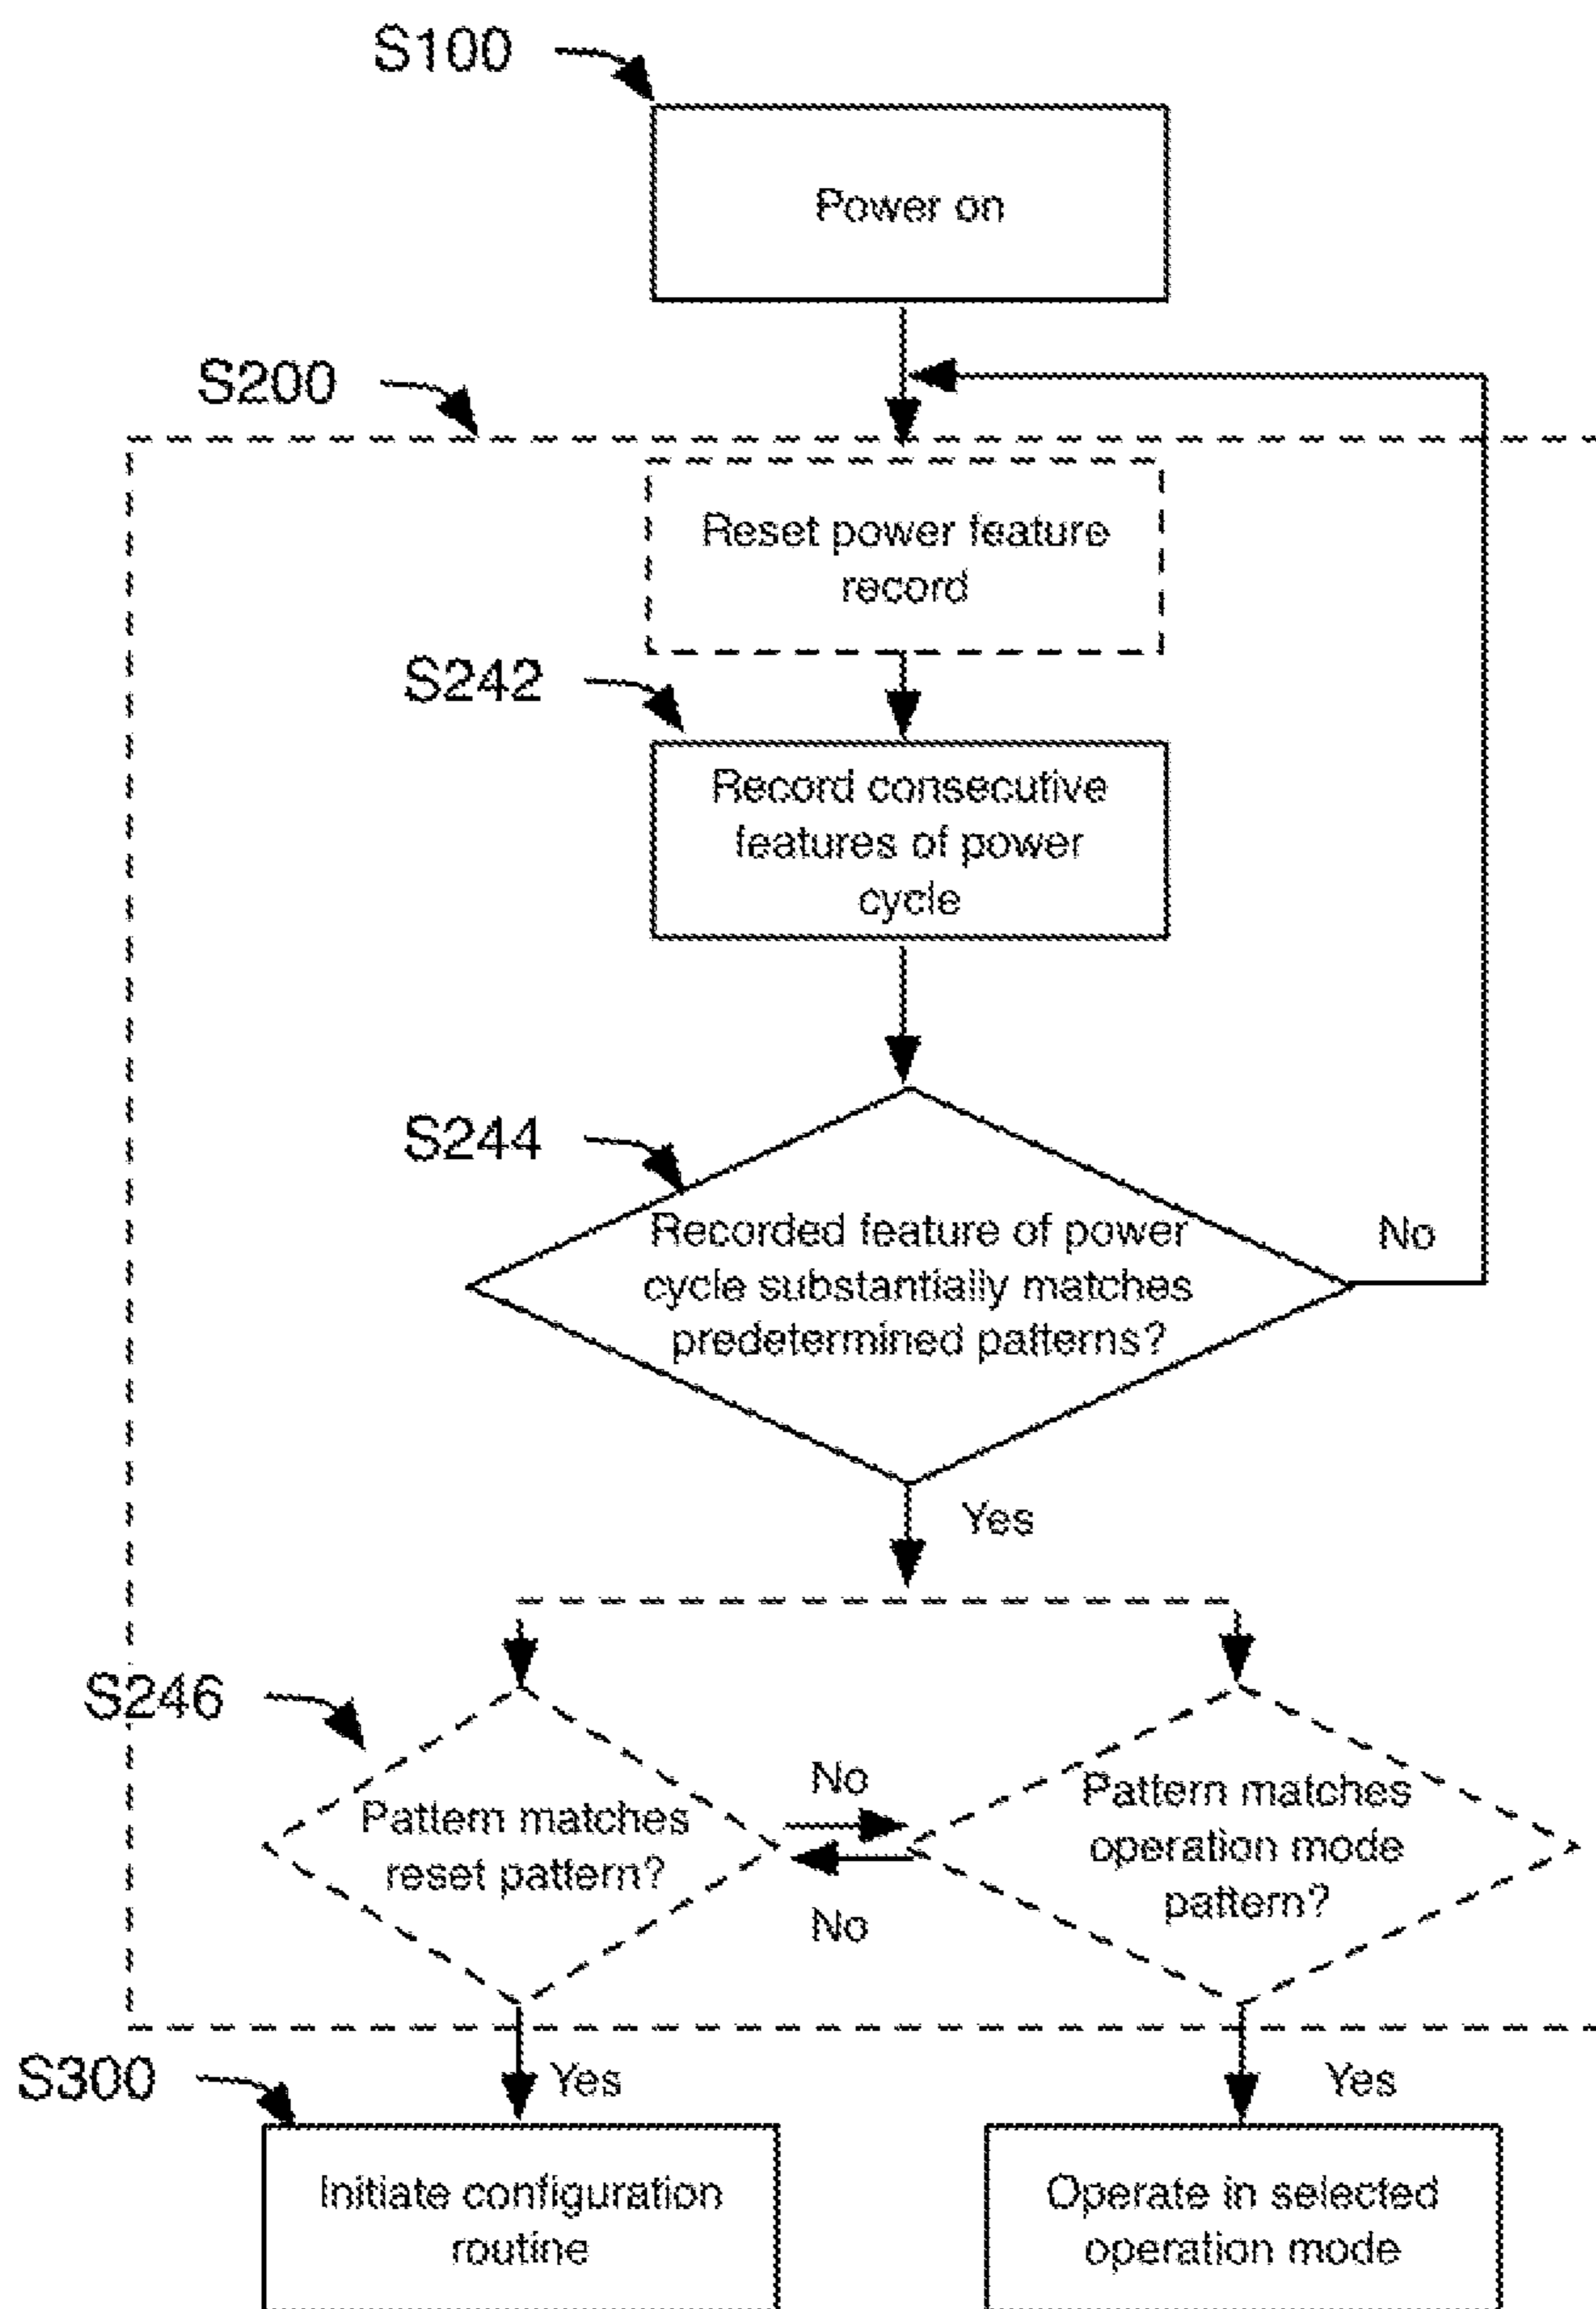 S100
Power on
S200
Reset power feature
record
S242
Record consecutive
features of power
cycle
S244
Recorded feature of power
cycle substantially matches
predetermined patterns?
No
Yes
S246
Pattern matches
reset pattern?
No
No
Pattern matches
operation mode
pattern?
S300
Yes
Yes
Initiate configuration
routine
Operate in selected
operation mode